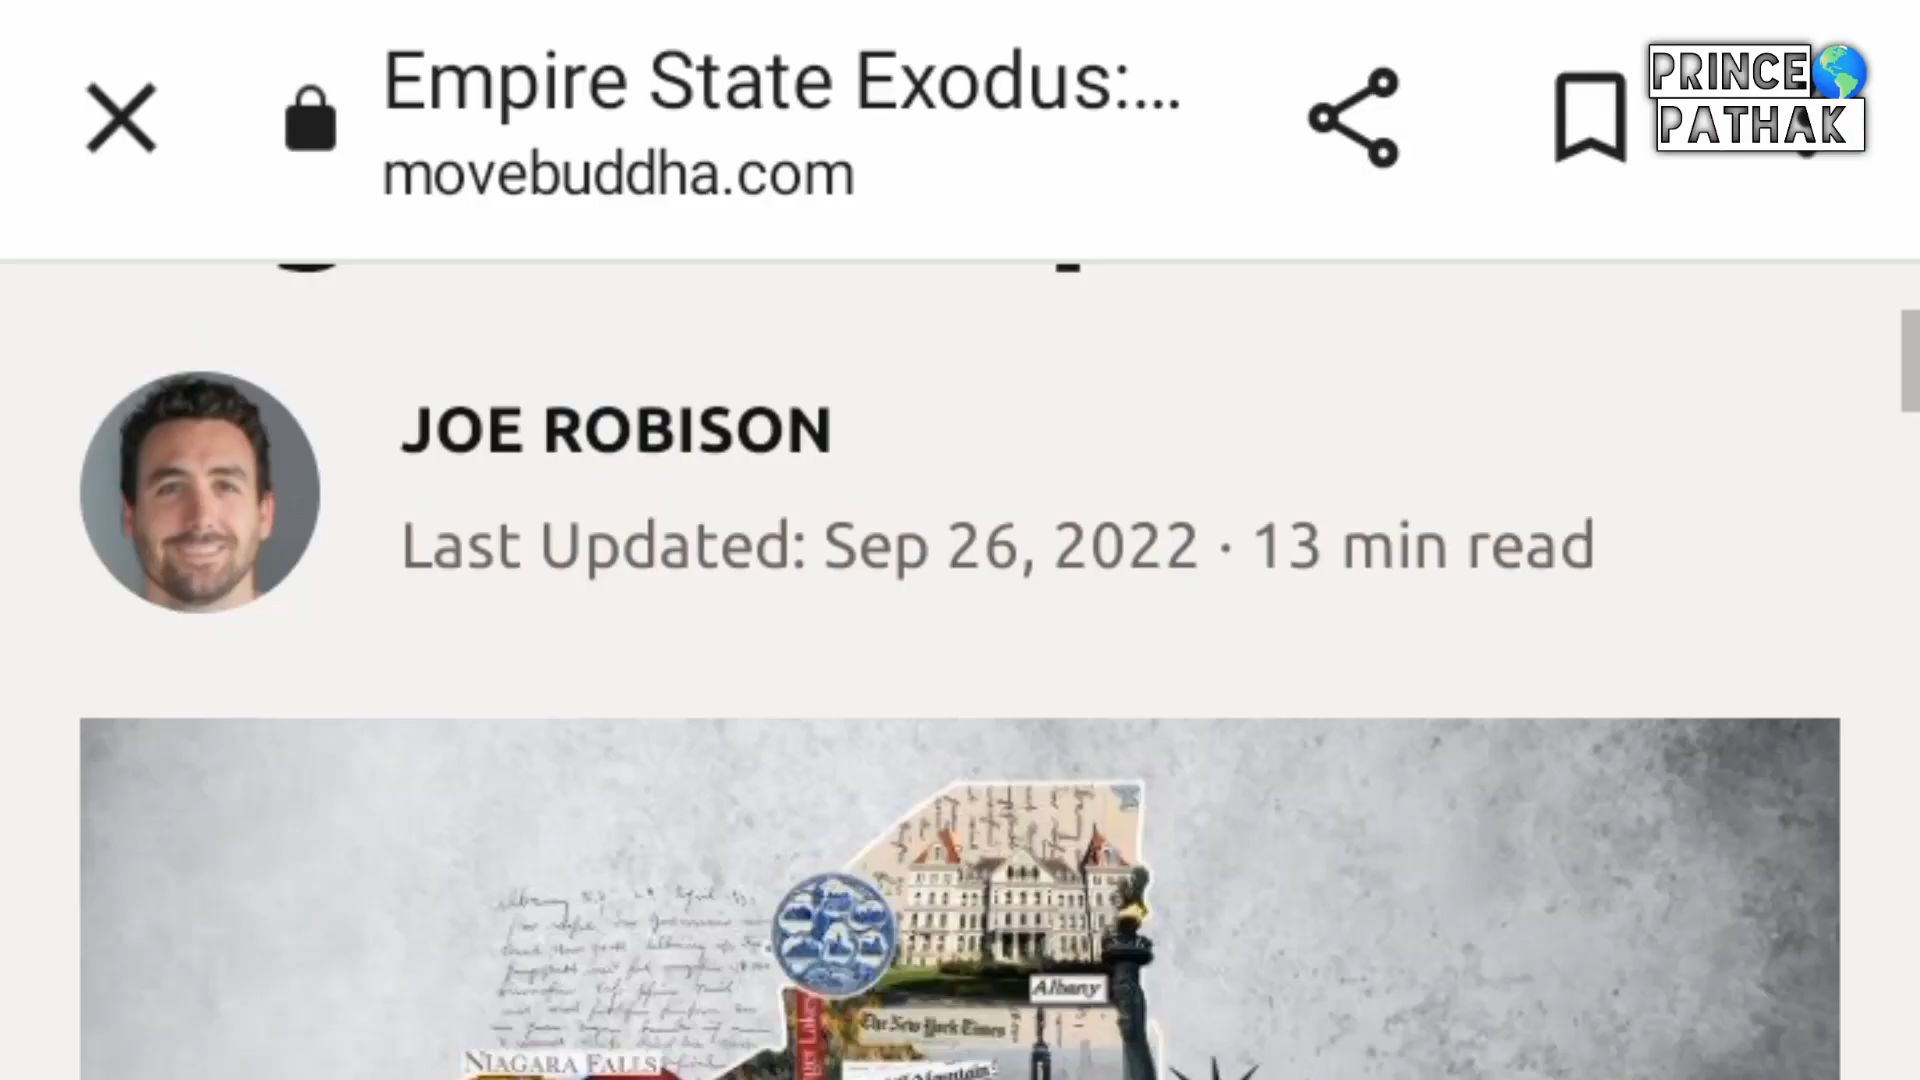 Empire State Exodus:...
movebuddha.com
PRINCE
PATHAK
JOE ROBISON
Last Updated: Sep 26, 2022 · 13 min read
Albany
The New York Times
NIAGARA FALLS